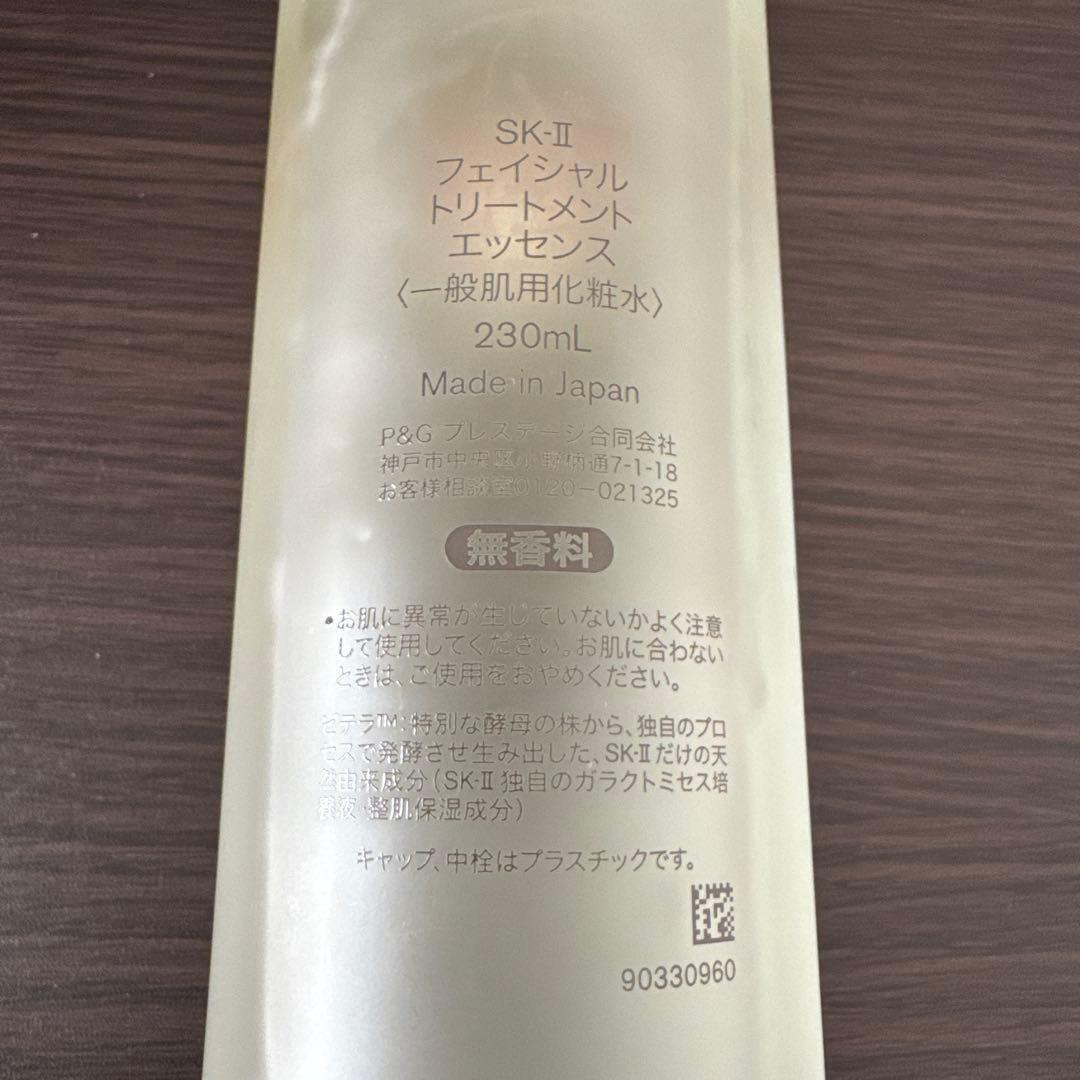 SK-Ⅱ
フェイシャル
トリートメント
エッセンス
〈一般肌用化粧水〉
230mL
Made in Japan
P&G プレステージ合同会社
神戸市中央区小野柄通7-1-18
お客様相談室0120-021325
無香料
•お肌に異常が生じていないかよく注意
して使用してください。お肌に合わない
ときは、ご使用をおやめください。
ピテラ™:特別な酵母の株から、独自のプロ
セスで発酵させ生み出した、SK-Ⅱだけの天
然由来成分(SK-Ⅱ独自のガラクトミセス培
養液・整肌保湿成分)
キャップ、中栓はプラスチックです。
90330960